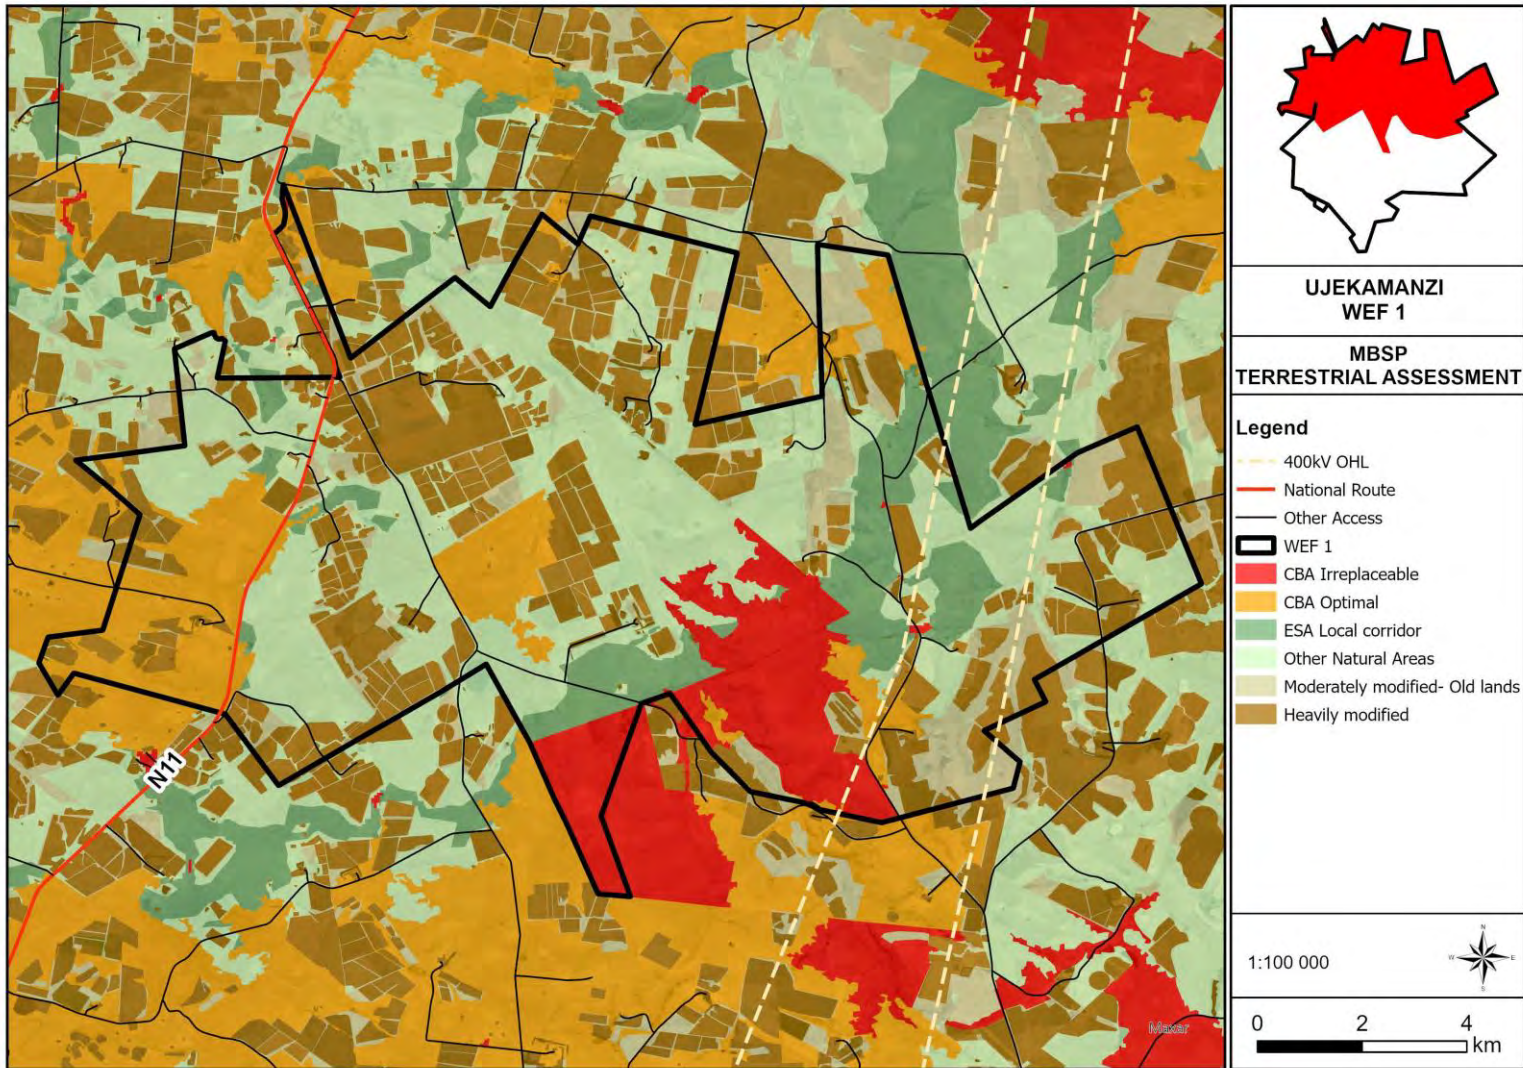 N11
Maxar
UJEKAMANZI
WEF 1
MBSP
TERRESTRIAL ASSESSMENT
Legend
400kV OHL
National Route
Other Access
WEF 1
CBA Irreplaceable
CBA Optimal
ESA Local corridor
Other Natural Areas
Moderately modified- Old lands
Heavily modified
1:100 000
N
W E
S
0 2 4
km